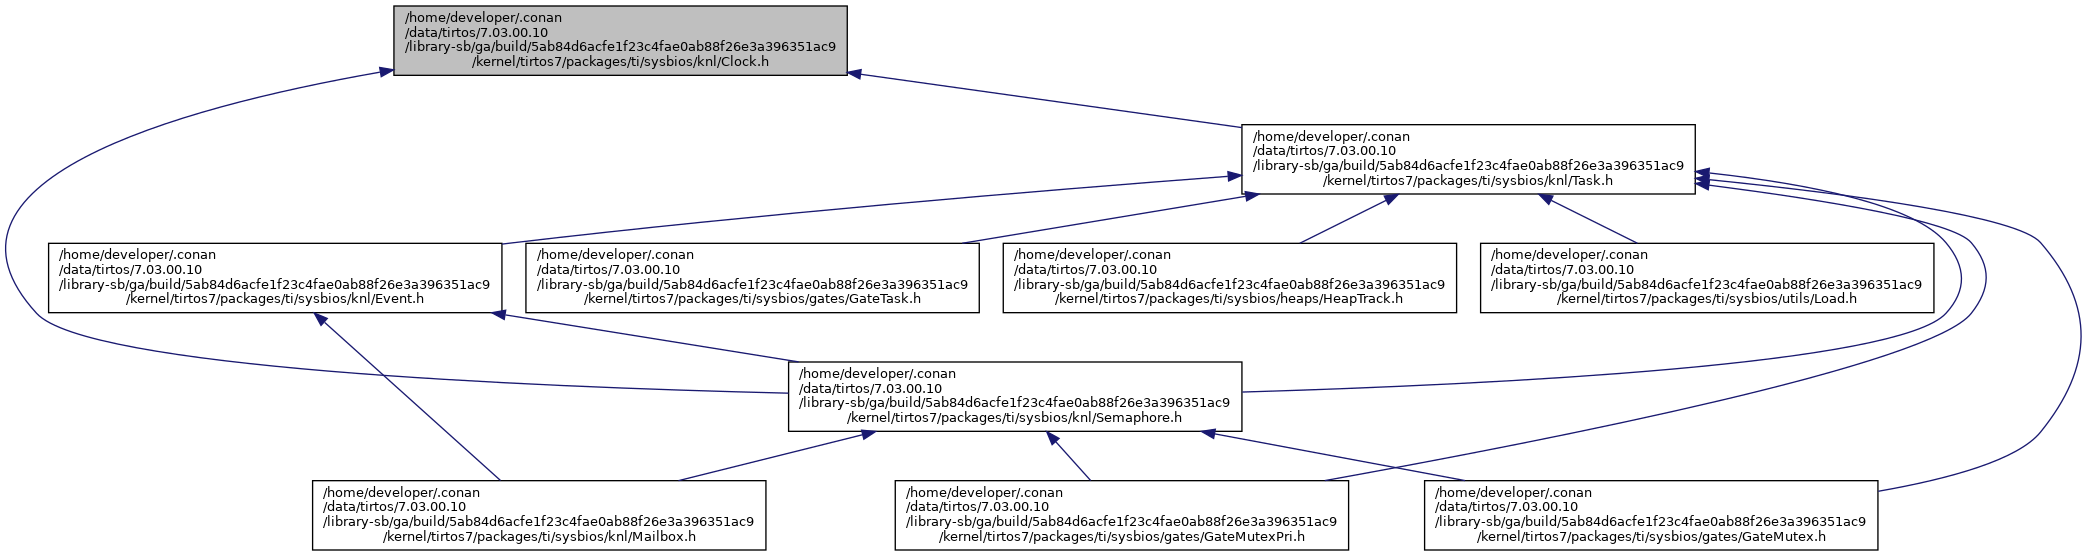 /home/developer/.conan
/data/tirtos/7.03.00.10
/library-sb/ga/build/5ab84d6acfe1f23c4fae0ab88f26e3a396351ac9
/kernel/tirtos7/packages/ti/sysbios/knl/Clock.h
/home/developer/.conan
/data/tirtos/7.03.00.10
/library-sb/ga/build/5ab84d6acfe1f23c4fae0ab88f26e3a396351ac9
/kernel/tirtos7/packages/ti/sysbios/knl/Task.h
/home/developer/.conan
/data/tirtos/7.03.00.10
/library-sb/ga/build/5ab84d6acfe1f23c4fae0ab88f26e3a396351ac9
/kernel/tirtos7/packages/ti/sysbios/knl/Event.h
/home/developer/.conan
/data/tirtos/7.03.00.10
/library-sb/ga/build/5ab84d6acfe1f23c4fae0ab88f26e3a396351ac9
/kernel/tirtos7/packages/ti/sysbios/gates/GateTask.h
/home/developer/.conan
/data/tirtos/7.03.00.10
/library-sb/ga/build/5ab84d6acfe1f23c4fae0ab88f26e3a396351ac9
/kernel/tirtos7/packages/ti/sysbios/heaps/HeapTrack.h
/home/developer/.conan
/data/tirtos/7.03.00.10
/library-sb/ga/build/5ab84d6acfe1f23c4fae0ab88f26e3a396351ac9
/kernel/tirtos7/packages/ti/sysbios/utils/Load.h
/home/developer/.conan
/data/tirtos/7.03.00.10
/library-sb/ga/build/5ab84d6acfe1f23c4fae0ab88f26e3a396351ac9
/kernel/tirtos7/packages/ti/sysbios/knl/Semaphore.h
/home/developer/.conan
/data/tirtos/7.03.00.10
/library-sb/ga/build/5ab84d6acfe1f23c4fae0ab88f26e3a396351ac9
/kernel/tirtos7/packages/ti/sysbios/knl/Mailbox.h
/home/developer/.conan
/data/tirtos/7.03.00.10
/library-sb/ga/build/5ab84d6acfe1f23c4fae0ab88f26e3a396351ac9
/kernel/tirtos7/packages/ti/sysbios/gates/GateMutexPri.h
/home/developer/.conan
/data/tirtos/7.03.00.10
/library-sb/ga/build/5ab84d6acfe1f23c4fae0ab88f26e3a396351ac9
/kernel/tirtos7/packages/ti/sysbios/gates/GateMutex.h